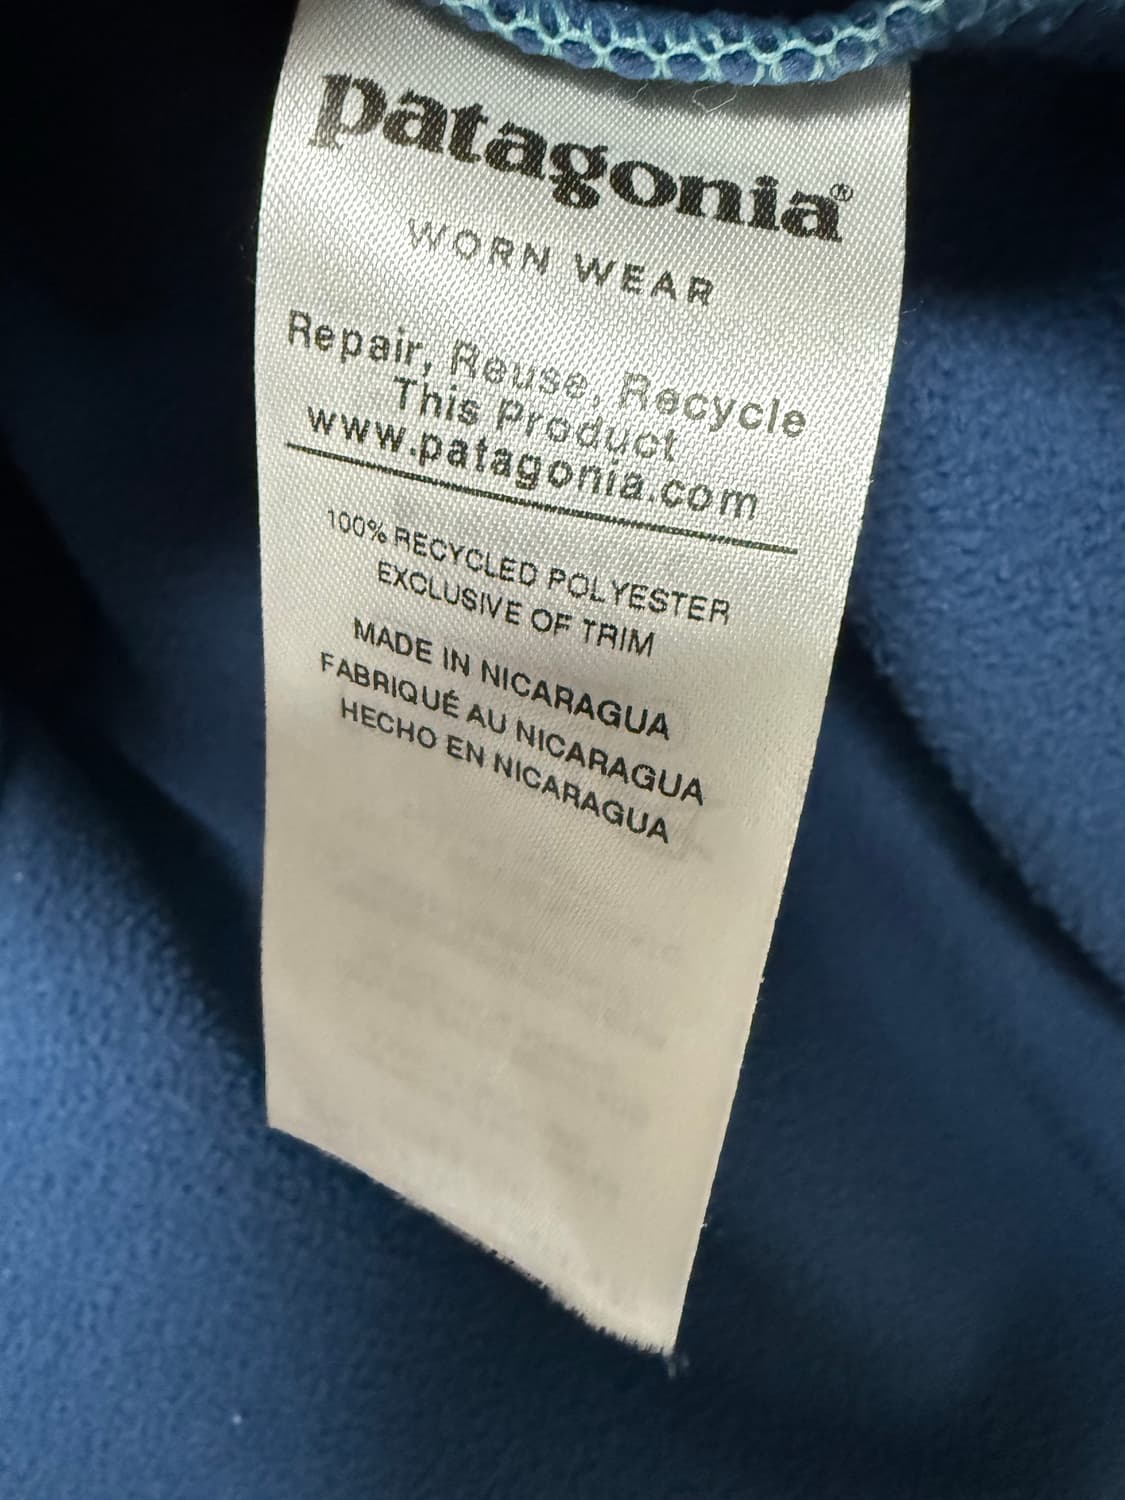 patagonia®
WORN WEAR
Repair, Reuse, Recycle
This Product
www.patagonia.com
100% RECYCLED POLYESTER
EXCLUSIVE OF TRIM
MADE IN NICARAGUA
FABRIQUÉ AU NICARAGUA
HECHO EN NICARAGUA